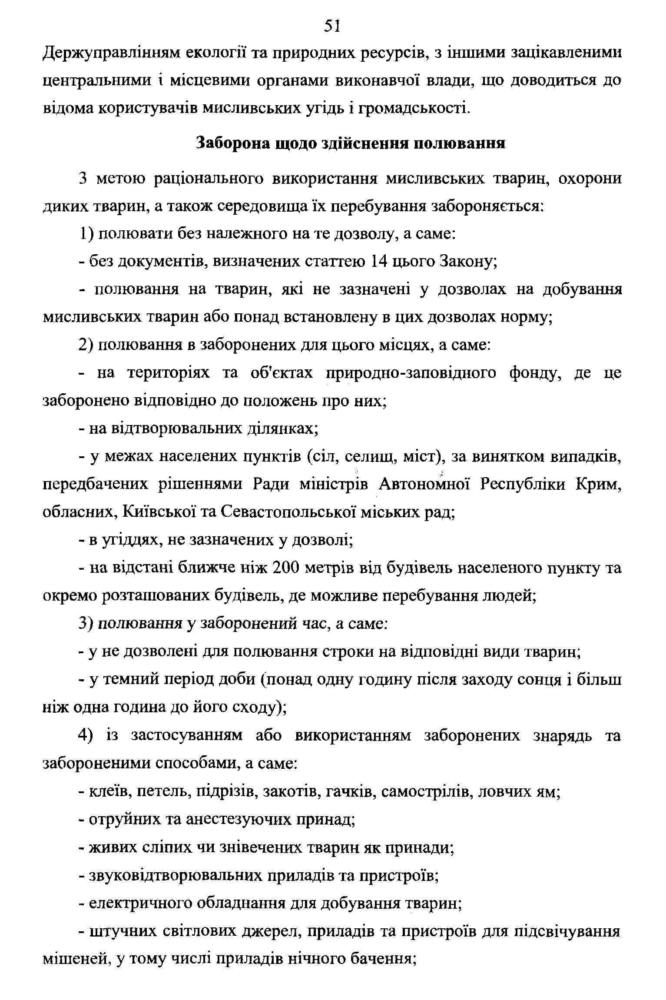 51
Держуправлінням екології та природних ресурсів, з іншими зацікавленими
центральними і місцевими органами виконавчої влади, що доводиться до
відома користувачів мисливських угідь і громадськості.
Заборона щодо здійснення полювання
З метою раціонального використання мисливських тварин, охорони
диких тварин, а також середовища їх перебування забороняється:
1) полювати без належного на те дозволу, а саме:
- без документів, визначених статтею 14 цього Закону;
- полювання на тварин, які не зазначені у дозволах на добування
мисливських тварин або понад встановлену в цих дозволах норму;
2) полювання в заборонених для цього місцях, а саме:
- на територіях та об'єктах природно-заповідного фонду, де це
заборонено відповідно до положень про них;
- на відтворювальних ділянках;
- у межах населених пунктів (сіл, селищ, міст), за винятком випадків,
передбачених рішеннями Ради міністрів Автономної Республіки Крим,
обласних, Київської та Севастопольської міських рад;
- в угіддях, не зазначених у дозволі;
- на відстані ближче ніж 200 метрів від будівель населеного пункту та
окремо розташованих будівель, де можливе перебування людей;
3) полювання у заборонений час, а саме:
- у не дозволені для полювання строки на відповідні види тварин;
- у темний період доби (понад одну годину після заходу сонця і більш
ніж одна година до його сходу);
4) із застосуванням або використанням заборонених знарядь та
забороненими способами, а саме:
- клеїв, петель, підрізів, закотів, гачків, самострілів, ловчих ям;
- отруйних та анестезуючих принад;
- живих сліпих чи знівечених тварин як принади;
- звуковідтворювальних приладів та пристроїв;
- електричного обладнання для добування тварин;
- штучних світлових джерел, приладів та пристроїв для підсвічування
мішеней, у тому числі приладів нічного бачення;